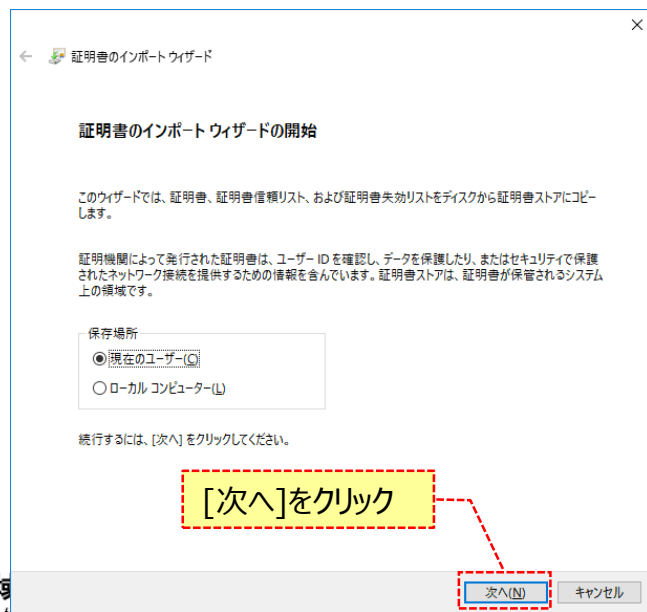 証明書のインポート ウィザード
証明書のインポート ウィザードの開始
このウィザードでは、証明書、証明書信頼リスト、および証明書失効リストをディスクから証明書ストアにコピー
します。
証明機関によって発行された証明書は、ユーザー ID を確認し、データを保護したり、またはセキュリティで保護
されたネットワーク接続を提供するための情報を含んでいます。証明書ストアは、証明書が保管されるシステム
上の領域です。
保存場所
現在のユーザー(C)
ローカル コンピューター(L)
続行するには、[次へ] をクリックしてください。
[次へ]をクリック
次へ(N)
キャンセル